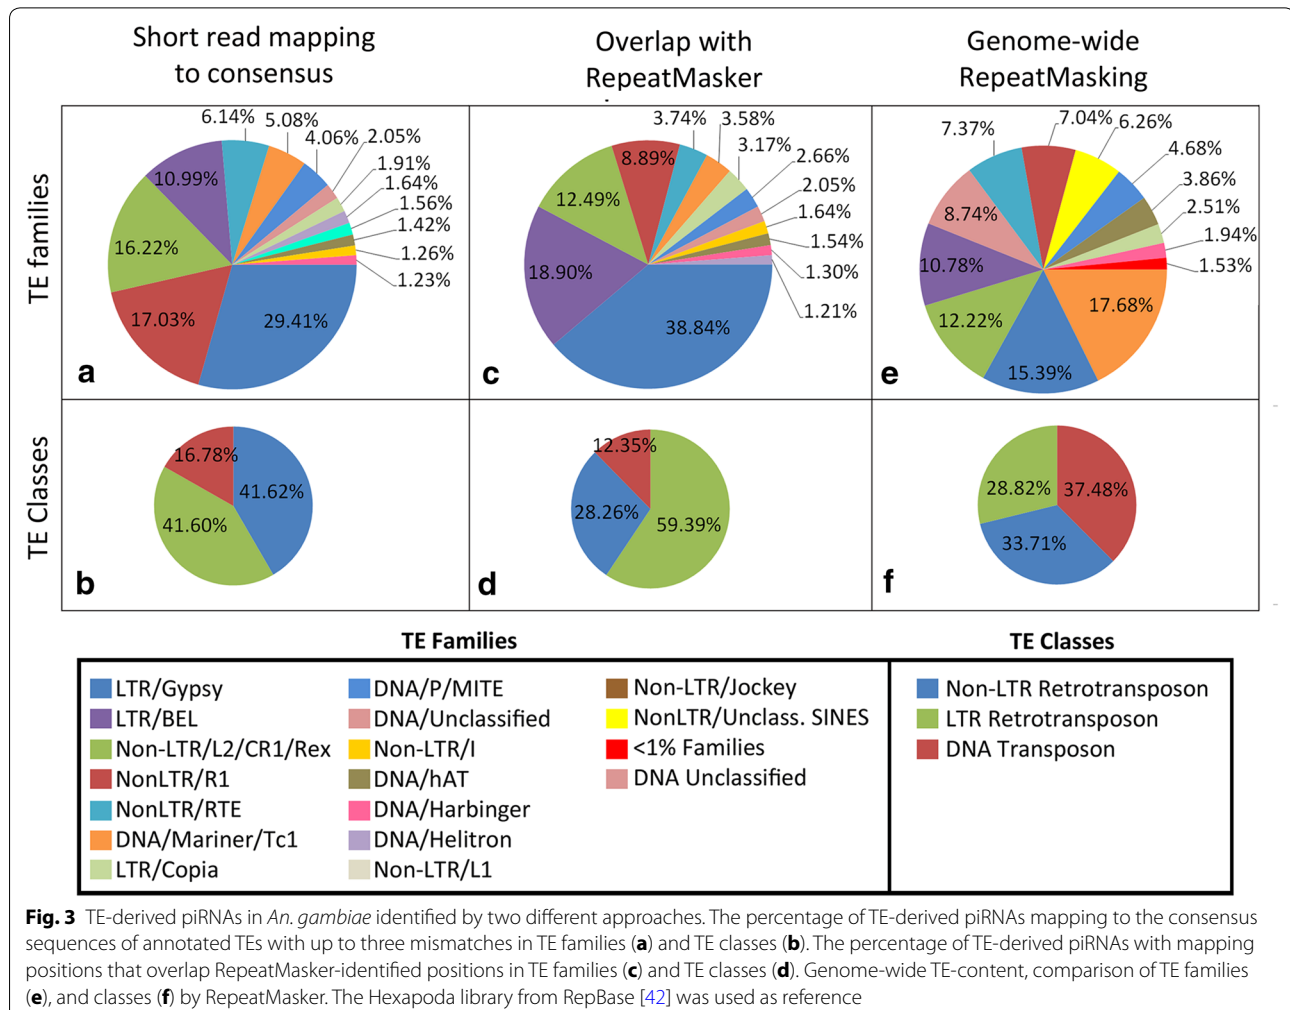 Short read mapping
to consensus
Overlap with
RepeatMasker
Genome-wide
RepeatMasking
TE families
6.14%
5.08%
4.06%
2.05%
1.91%
1.64%
1.56%
1.42%
1.26%
1.23%
10.99%
16.22%
17.03%
29.41%
a
3.74%
3.58%
3.17%
2.66%
2.05%
1.64%
1.54%
1.30%
1.21%
8.89%
12.49%
18.90%
38.84%
c
7.37%
7.04%
6.26%
4.68%
3.86%
2.51%
1.94%
1.53%
8.74%
10.78%
12.22%
15.39%
17.68%
e
TE Classes
16.78%
41.62%
41.60%
b
12.35%
28.26%
59.39%
d
28.82%
37.48%
33.71%
f
TE Families
LTR/Gypsy
LTR/BEL
Non-LTR/L2/CR1/Rex
NonLTR/R1
NonLTR/RTE
DNA/Mariner/Tc1
LTR/Copia
DNA/P/MITE
DNA/Unclassified
Non-LTR/I
DNA/hAT
DNA/Harbinger
DNA/Helitron
Non-LTR/L1
Non-LTR/Jockey
NonLTR/Unclass. SINES
<1% Families
DNA Unclassified
TE Classes
Non-LTR Retrotransposon
LTR Retrotransposon
DNA Transposon
Fig. 3 TE-derived piRNAs in An. gambiae identified by two different approaches. The percentage of TE-derived piRNAs mapping to the consensus
sequences of annotated TEs with up to three mismatches in TE families (a) and TE classes (b). The percentage of TE-derived piRNAs with mapping
positions that overlap RepeatMasker-identified positions in TE families (c) and TE classes (d). Genome-wide TE-content, comparison of TE families
(e), and classes (f) by RepeatMasker. The Hexapoda library from RepBase [42] was used as reference